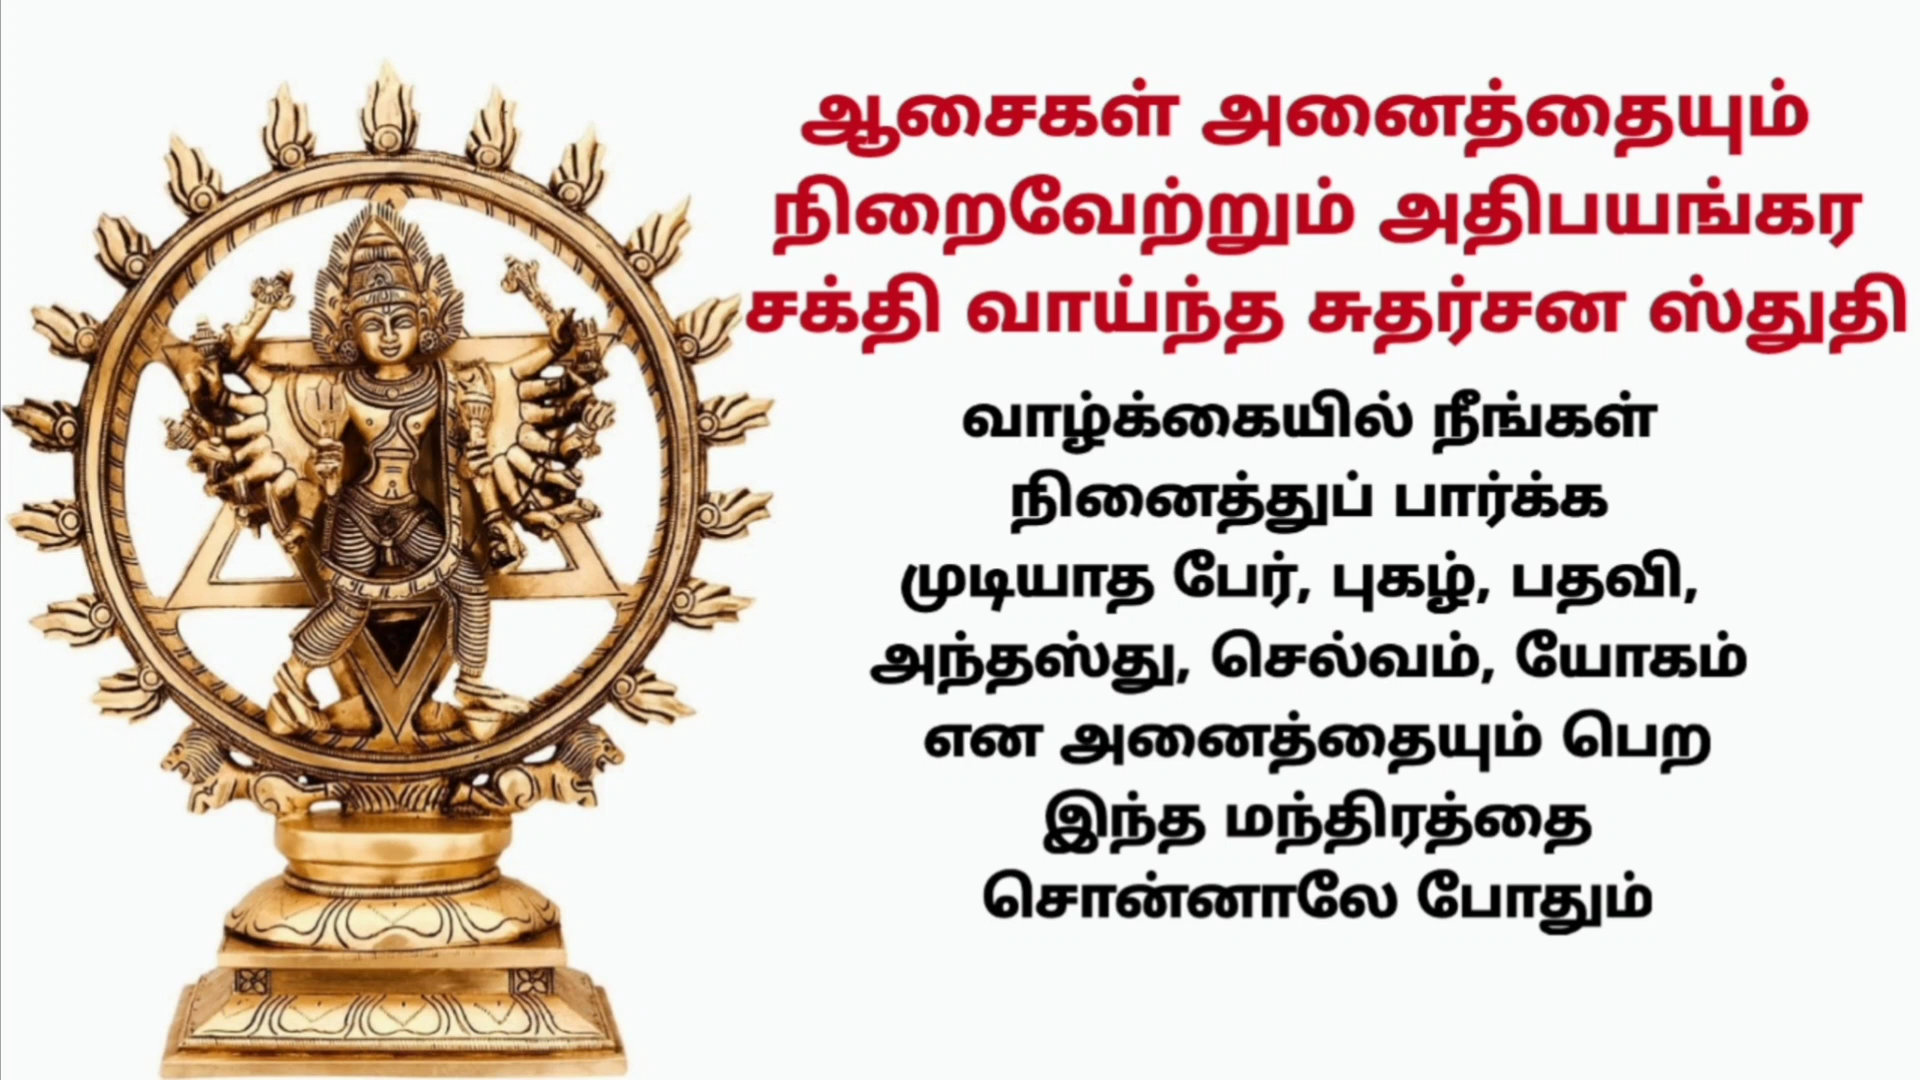 ஆசைகள் அனைத்தையும்
நிறைவேற்றும் அதிபயங்கர
சக்தி வாய்ந்த சுதர்சன ஸ்துதி
வாழ்க்கையில் நீங்கள்
நினைத்துப் பார்க்க
முடியாத பேர், புகழ், பதவி,
அந்தஸ்து, செல்வம், யோகம்
என அனைத்தையும் பெற
இந்த மந்திரத்தை
சொன்னாலே போதும்